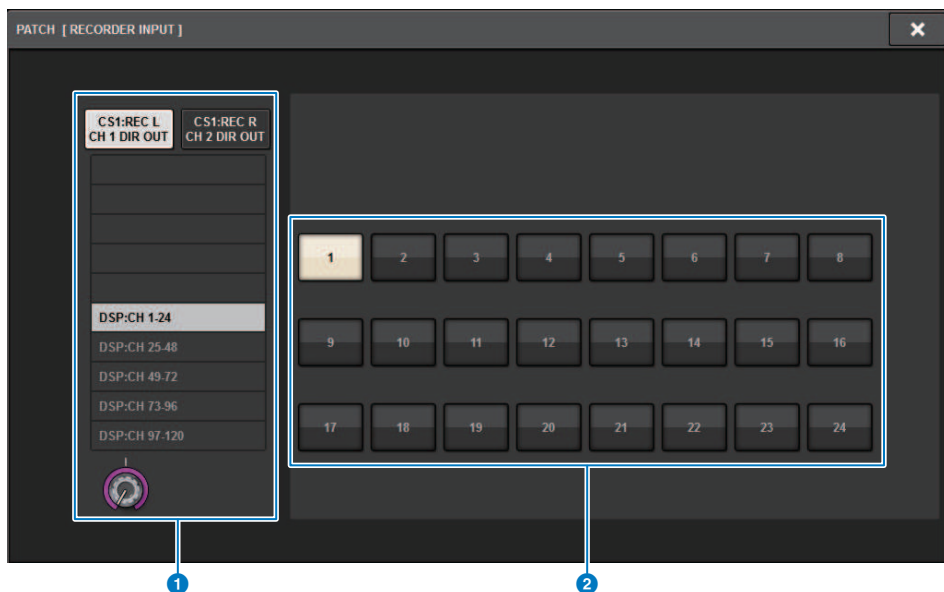 PATCH [ RECORDER INPUT ]
CS1:REC L
CH 1 DIR OUT
CS1:REC R
CH 2 DIR OUT
DSP:CH 1-24
DSP:CH 25-48
DSP:CH 49-72
DSP:CH 73-96
DSP:CH 97-120
1 2 3 4 5 6 7 8
9 10 11 12 13 14 15 16
17 18 19 20 21 22 23 24
1 2